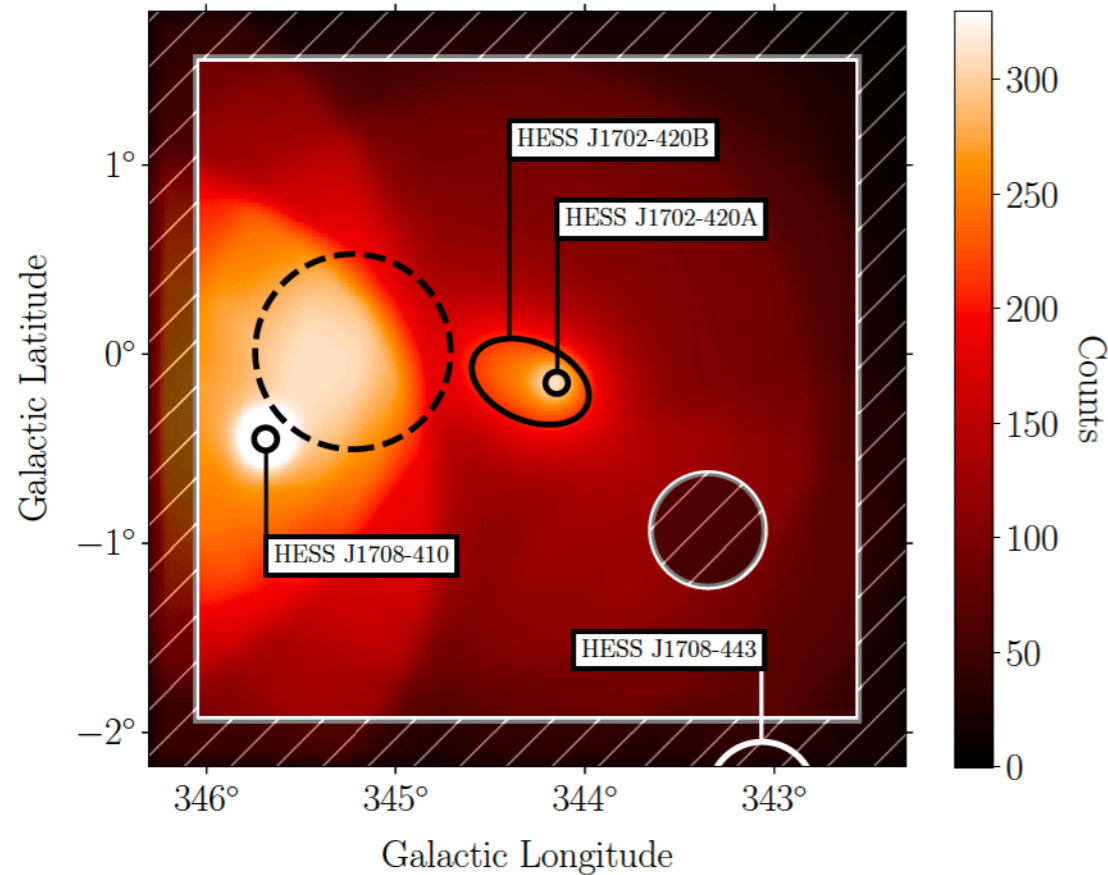 HESS J1702-420B
HESS J1702-420A
HESS J1708-410
HESS J1708-443
1°
0°
−1°
−2°
Galactic Latitude
346°
345°
344°
343°
Galactic Longitude
300
250
200
150
100
50
0
Counts